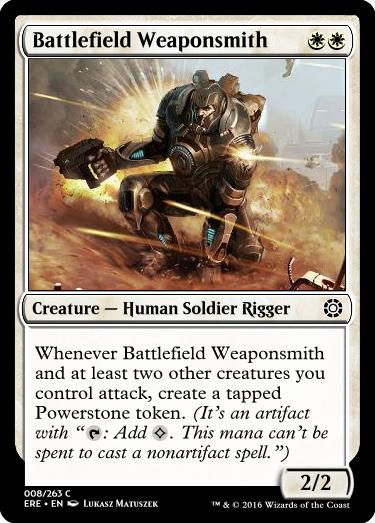 Battlefield Weaponsmith
Creature — Human Soldier Rigger
Whenever Battlefield Weaponsmith
and at least two other creatures you
control attack, create a tapped
Powerstone token. (It's an artifact
with “: Add . This mana can't be
spent to cast a nonartifact spell.”)
2/2
008/263 C
ERE • EN Lukasz Matuszek
™ & © 2016 Wizards of the Coast